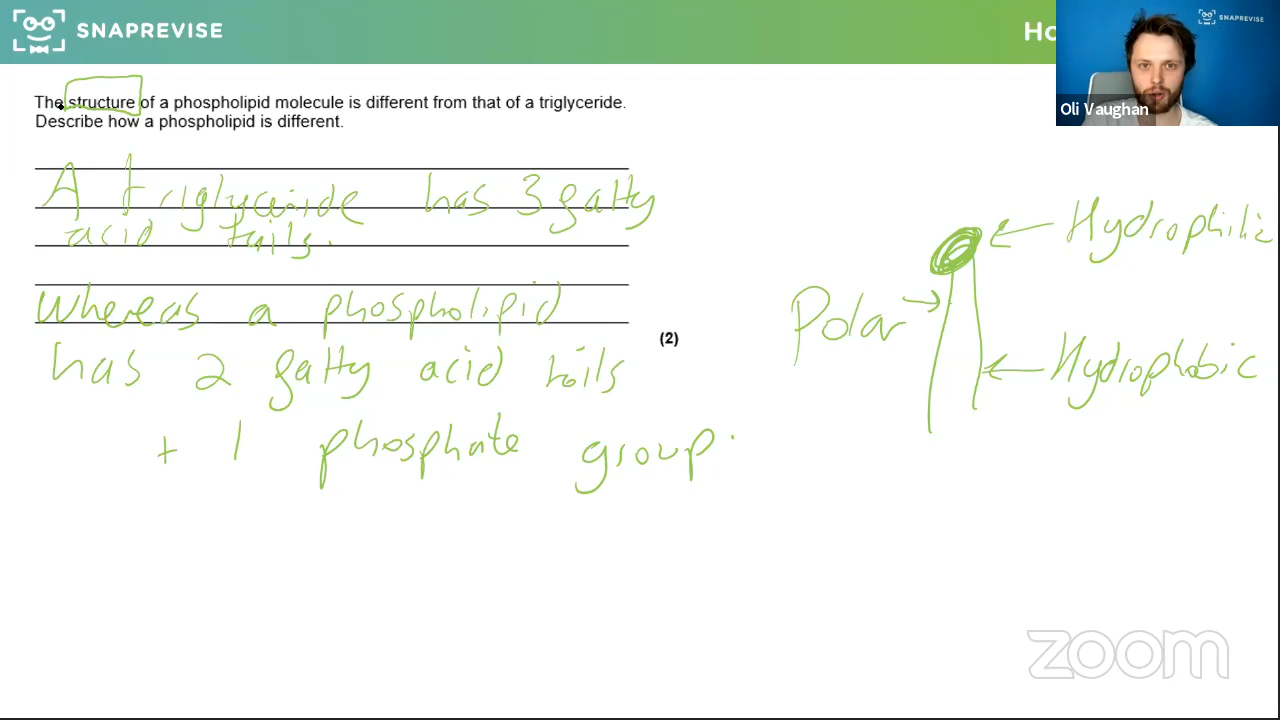 SNAPREVISE
Ho
SNAPREVISE
Oli Vaughan
The structure of a phospholipid molecule is different from that of a triglyceride.
Describe how a phospholipid is different.
A triglyceride has 3 fatty
acid tails.
Whereas a phospholipid
has 2 fatty acid tails
+ 1 phosphate group.
(2)
Hydrophilic
Polar
Hydrophobic
zoom